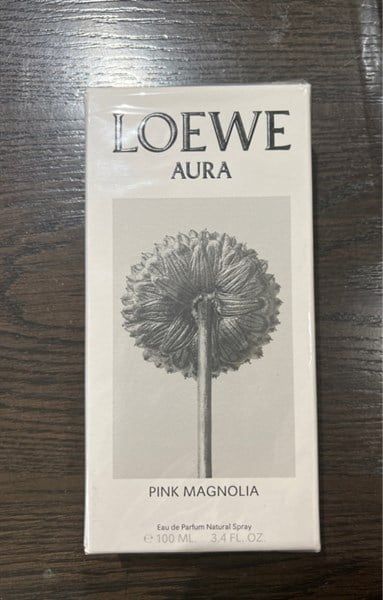 LOEWE
AURA
PINK MAGNOLIA
Eau de Parfum Natural Spray
℮ 100 ML. 3.4 FL. OZ.